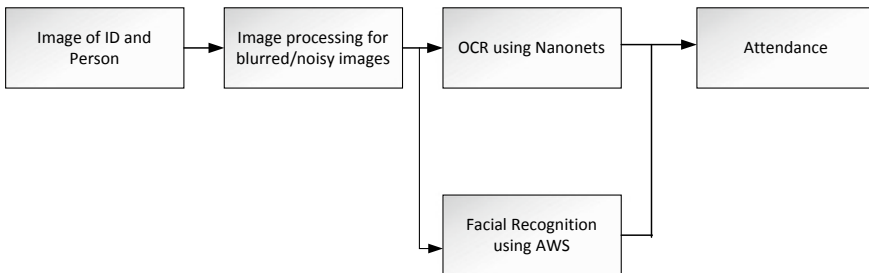 Image of ID and
Person
Image processing for
blurred/noisy images
OCR using Nanonets
Attendance
Facial Recognition
using AWS